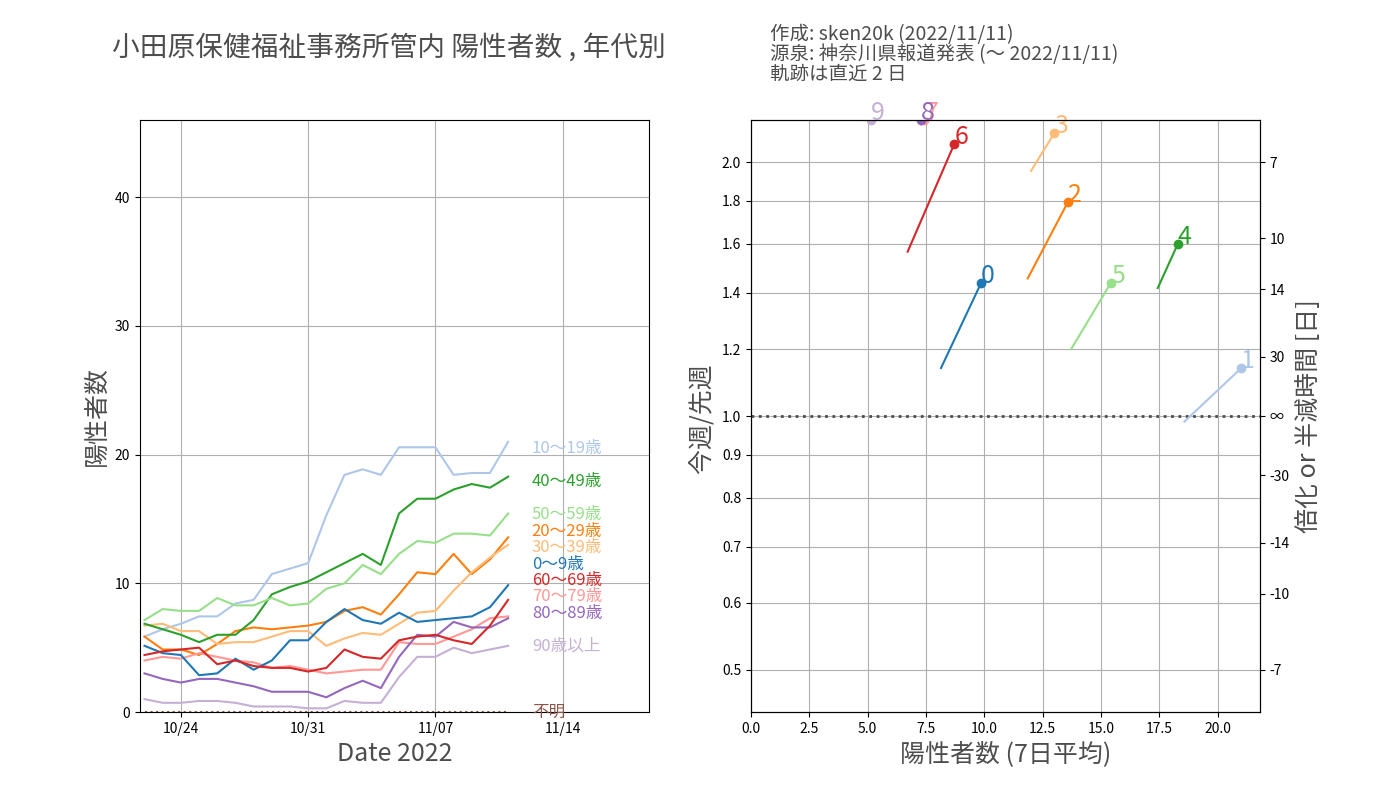 小田原保健福祉事務所管内 陽性者数 , 年代別
作成: sken20k (2022/11/11)
源泉: 神奈川県報道発表 (〜 2022/11/11)
軌跡は直近 2 日
陽性者数
40
30
20
10
0
10/24
10/31
11/07
11/14
Date 2022
10〜19歳
40〜49歳
50〜59歳
20〜29歳
30〜39歳
0〜9歳
60〜69歳
70〜79歳
80〜89歳
90歳以上
不明
今週/先週
2.0
1.8
1.6
1.4
1.2
1.0
0.9
0.8
0.7
0.6
0.5
9
8
7
6
3
2
4
0
5
1
0.0
2.5
5.0
7.5
10.0
12.5
15.0
17.5
20.0
陽性者数 (7日平均)
7
10
14
30
∞
-30
-14
-10
-7
倍化 or 半減時間 [日]